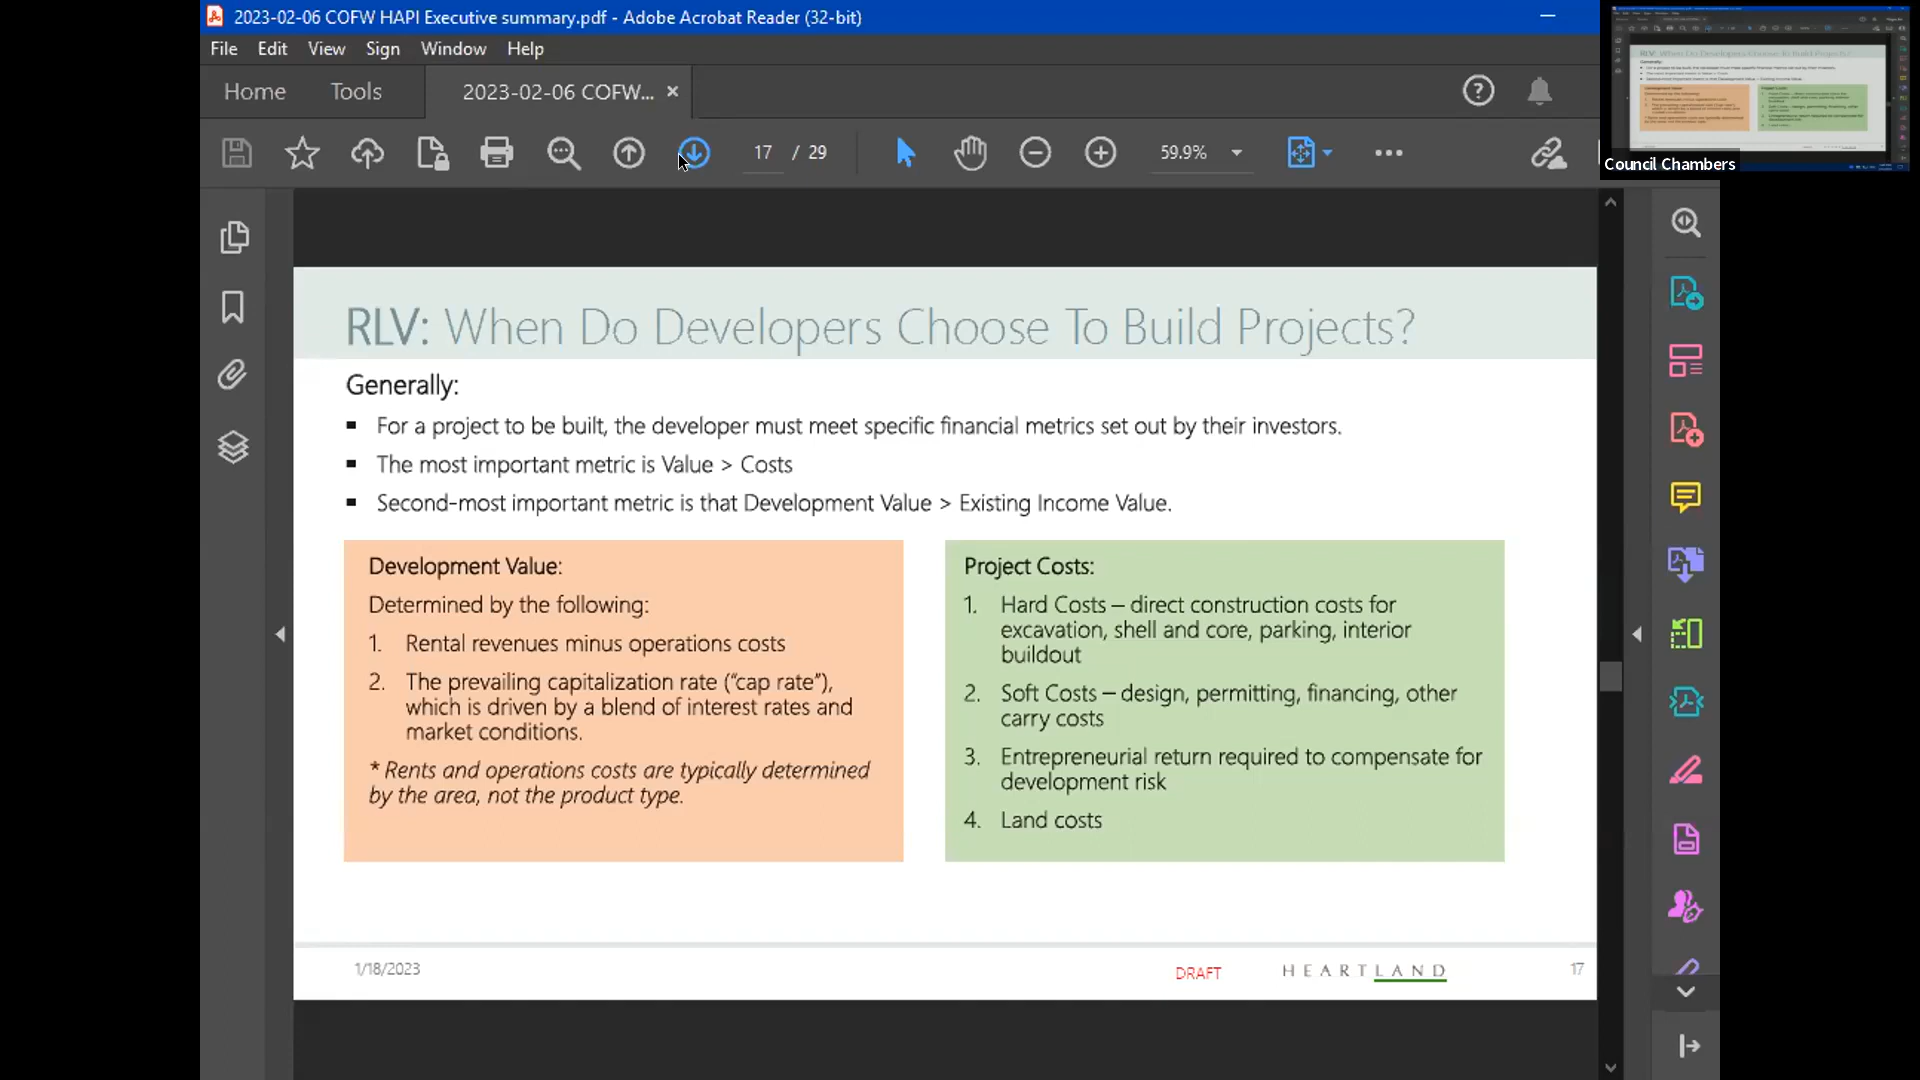 2023-02-06 COFW HAPI Executive summary.pdf - Adobe Acrobat Reader (32-bit)
File Edit View Sign Window Help
Home Tools 2023-02-06 COFW... ×
17 / 29 59.9%
Council Chambers
RLV: When Do Developers Choose To Build Projects?
Generally:
▪ For a project to be built, the developer must meet specific financial metrics set out by their investors.
▪ The most important metric is Value > Costs
▪ Second-most important metric is that Development Value > Existing Income Value.
Development Value:
Determined by the following:
1. Rental revenues minus operations costs
2. The prevailing capitalization rate (“cap rate”),
which is driven by a blend of interest rates and
market conditions.
* Rents and operations costs are typically determined
by the area, not the product type.
Project Costs:
1. Hard Costs – direct construction costs for
excavation, shell and core, parking, interior
buildout
2. Soft Costs – design, permitting, financing, other
carry costs
3. Entrepreneurial return required to compensate for
development risk
4. Land costs
1/18/2023 DRAFT HEARTLAND 17